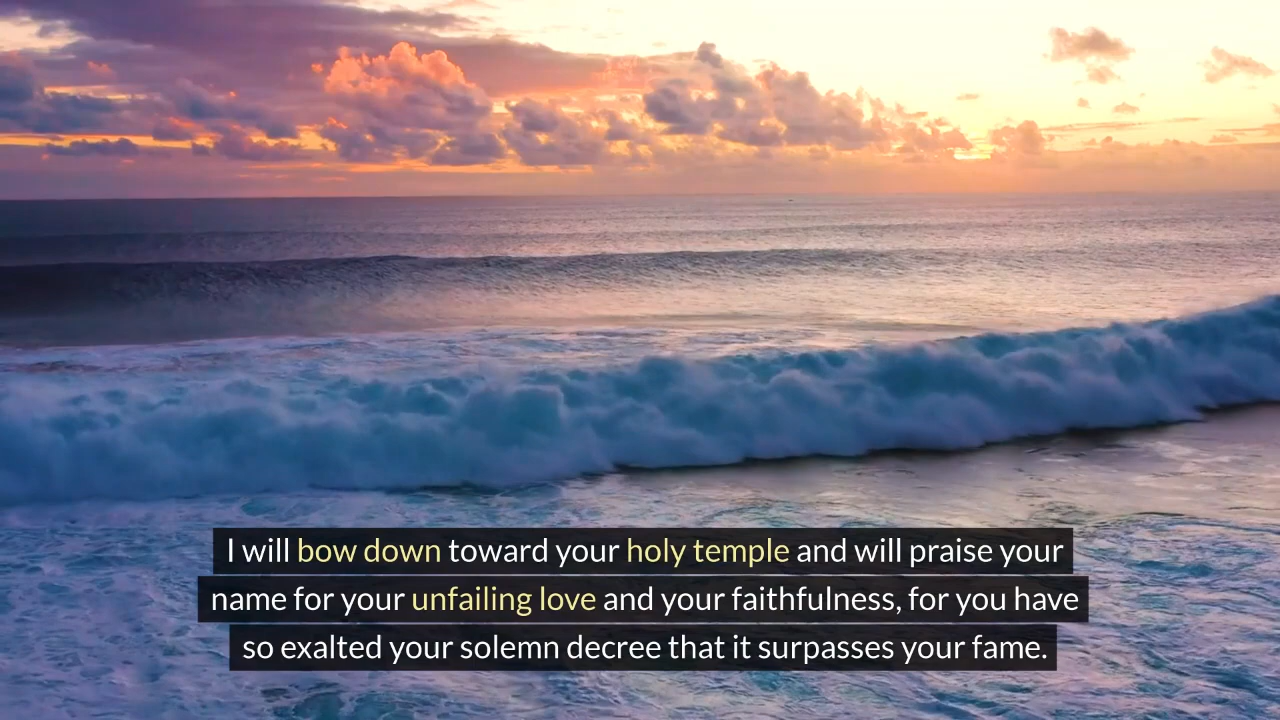 I will bow down toward your holy temple and will praise your
name for your unfailing love and your faithfulness, for you have
so exalted your solemn decree that it surpasses your fame.